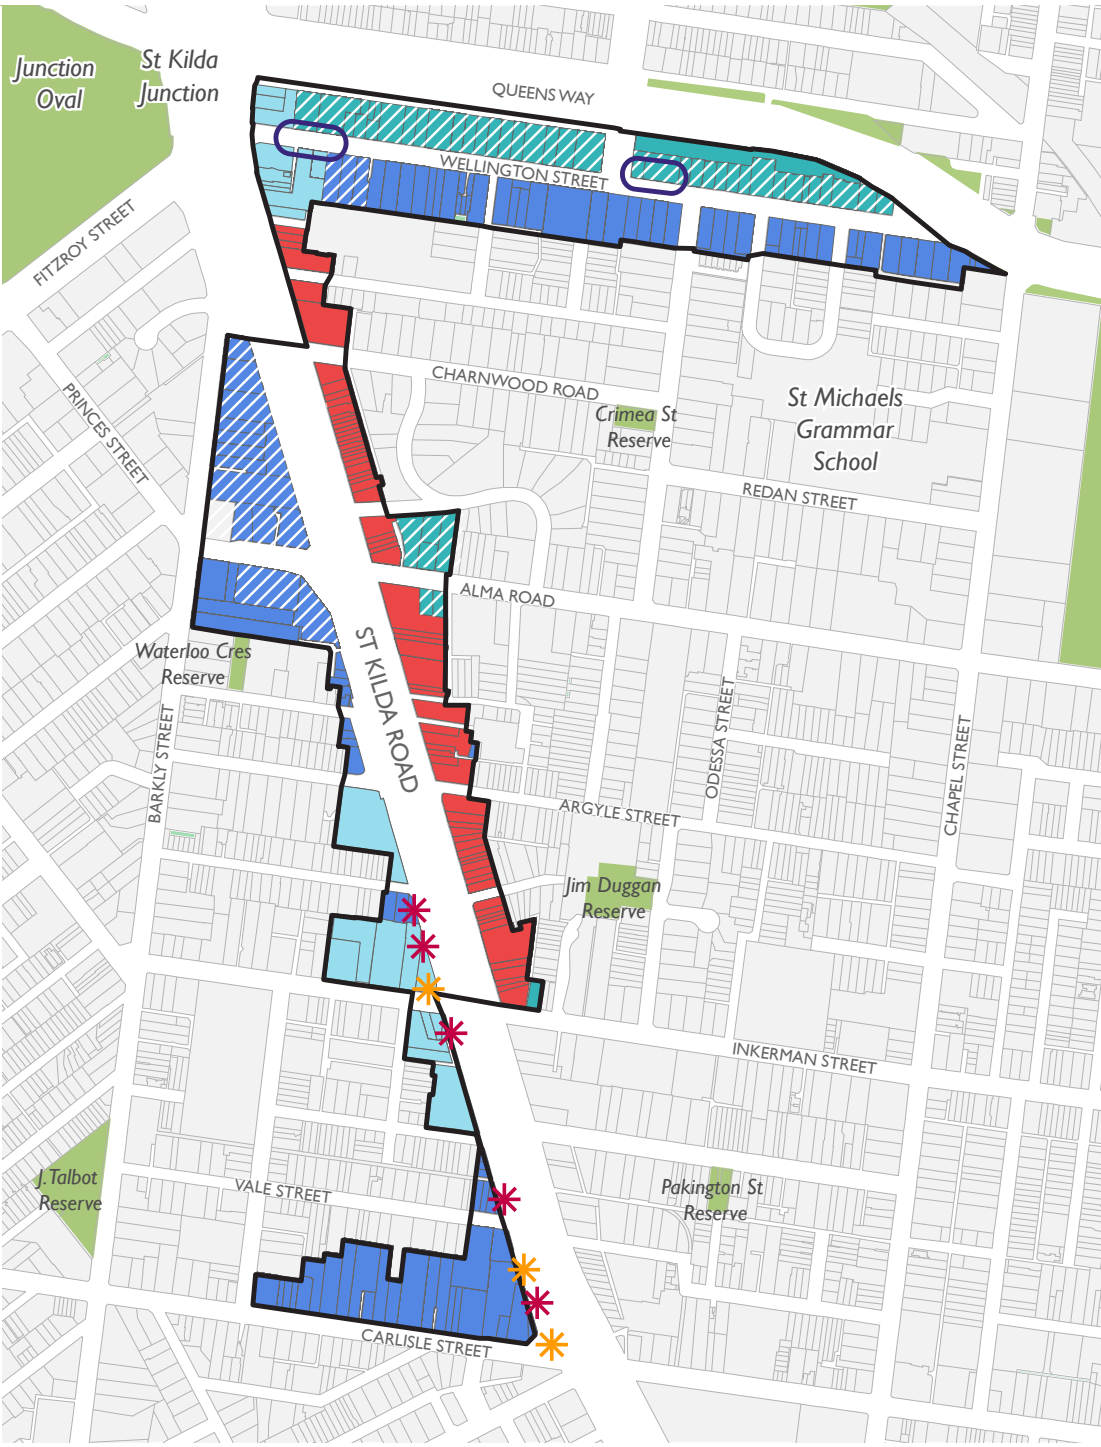 Junction
Oval
St Kilda
Junction
QUEENS WAY
WELLINGTON STREET
FITZROY STREET
PRINCES STREET
CHARNWOOD ROAD
Crimea St
Reserve
St Michaels
Grammar
School
REDAN STREET
ALMA ROAD
ST KILDA ROAD
Waterloo Cres
Reserve
BARKLY STREET
ODESSA STREET
CHAPEL STREET
ARGYLE STREET
Jim Duggan
Reserve
INKERMAN STREET
J.Talbot
Reserve
VALE STREET
Pakington St
Reserve
CARLISLE STREET